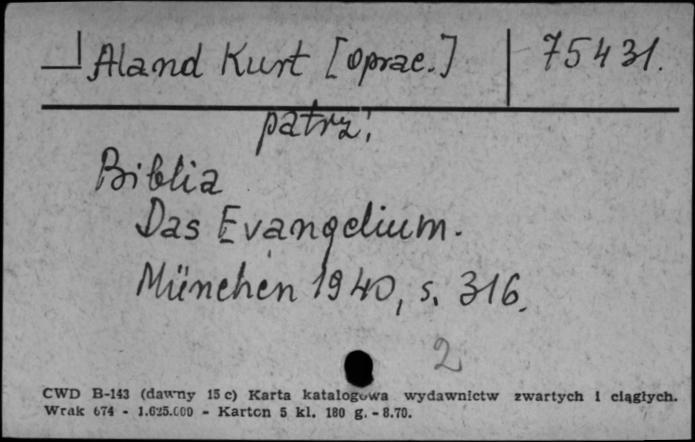 Aland Kurt [oprac.] 75431.
patrz:
Biblia
Das Evangelium.
München 1940, s. 316.
2
CWD B-143 (dawny 15 c) Karta katalogowa wydawnictw zwartych i ciągłych.
Wrak 674 - 1.625.000 - Karton 5 kl. 180 g. - 8.70.